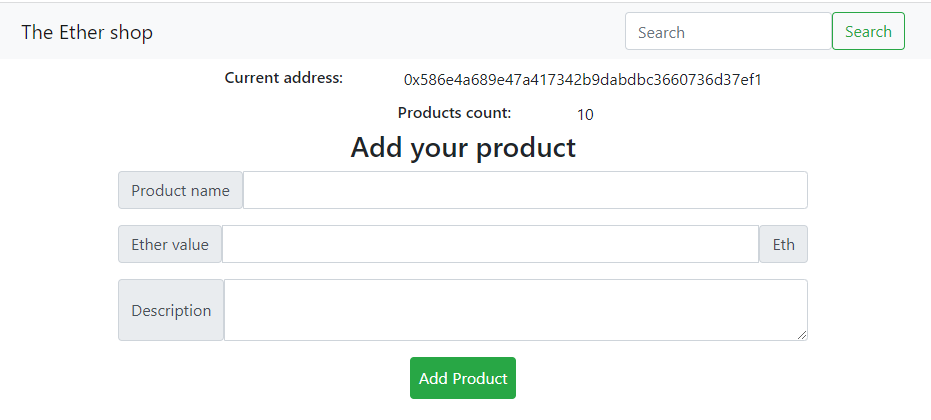 The Ether shop Search Search
Current address: 0x586e4a689e47a417342b9dabdbc3660736d37ef1
Products count: 10
Add your product
Product name
Ether value Eth
Description
Add Product